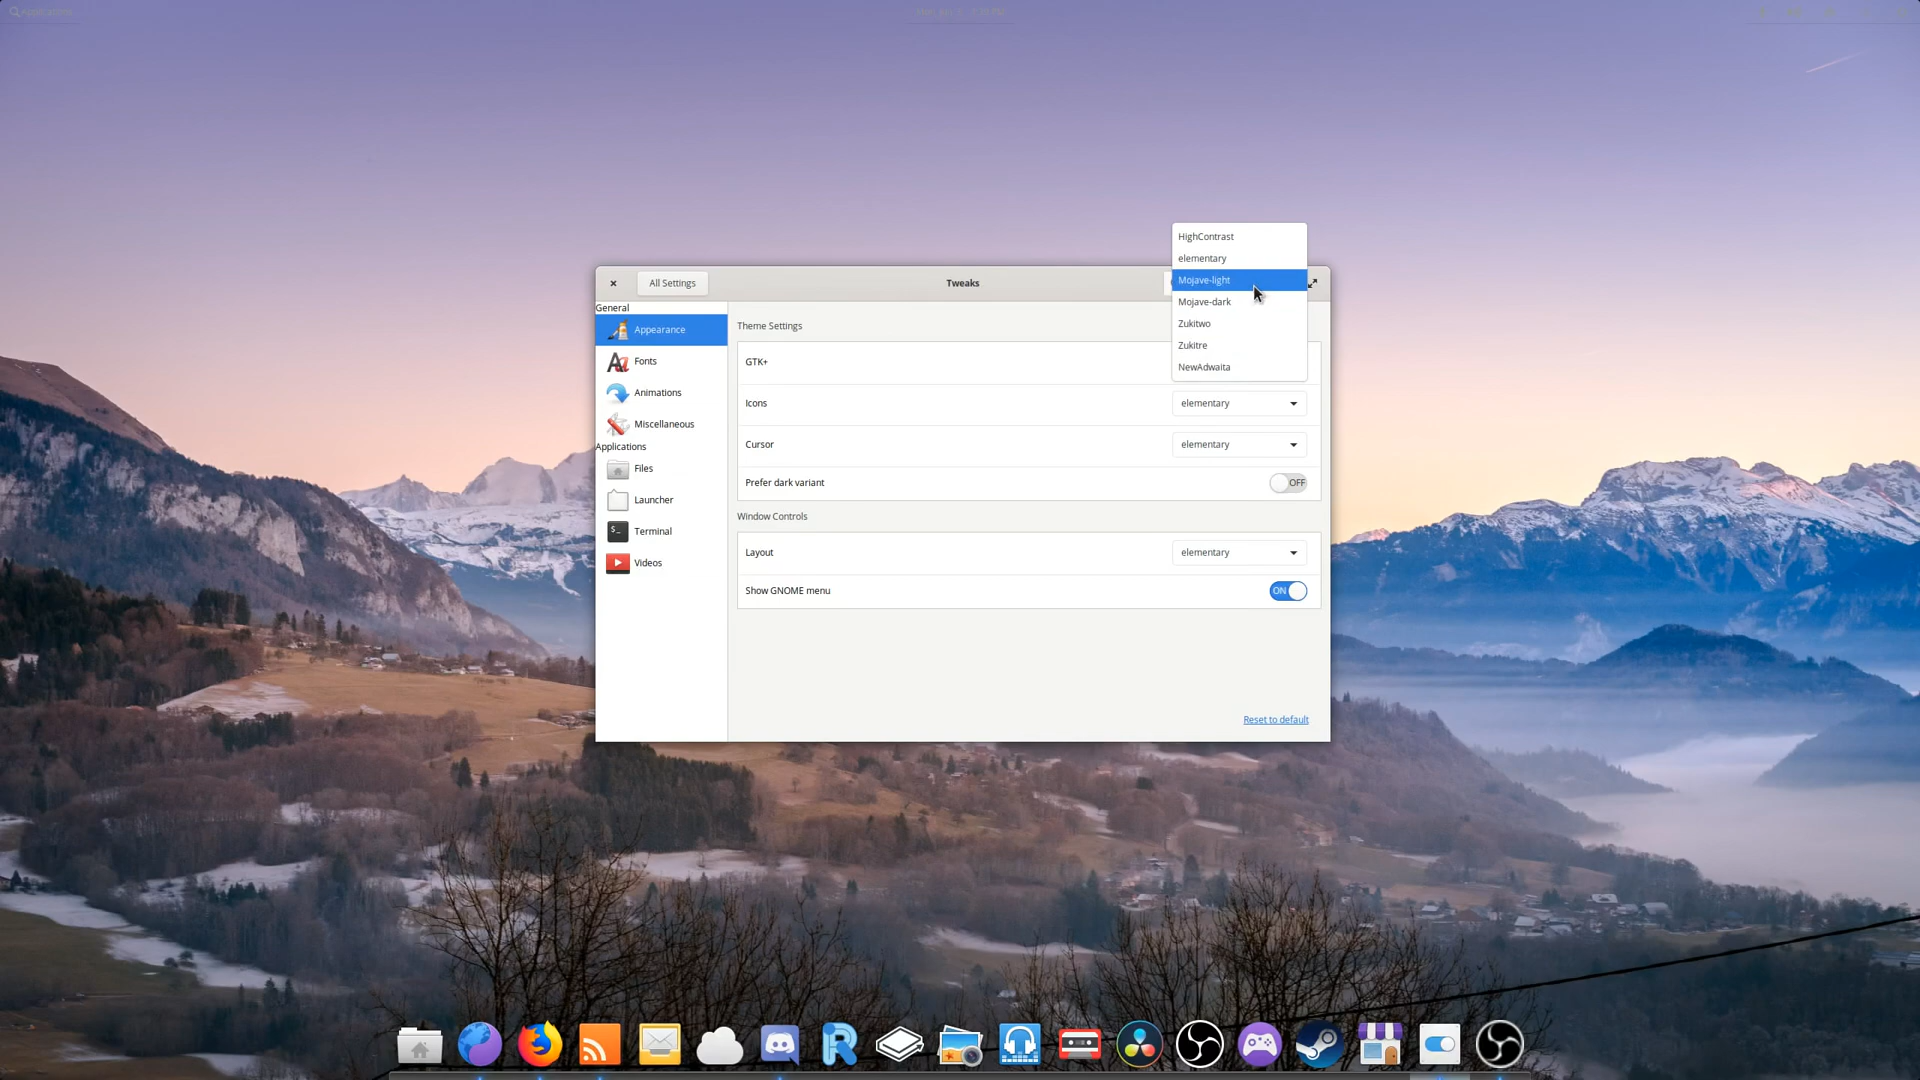 HighContrast
elementary
Mojave-light
Mojave-dark
Zukitwo
Zukitre
NewAdwaita
All Settings
Tweaks
General
Appearance
Fonts
Animations
Miscellaneous
Applications
Files
Launcher
Terminal
Videos
Theme Settings
GTK+
Icons
elementary
Cursor
elementary
Prefer dark variant
OFF
Window Controls
Layout
elementary
Show GNOME menu
ON
Reset to default